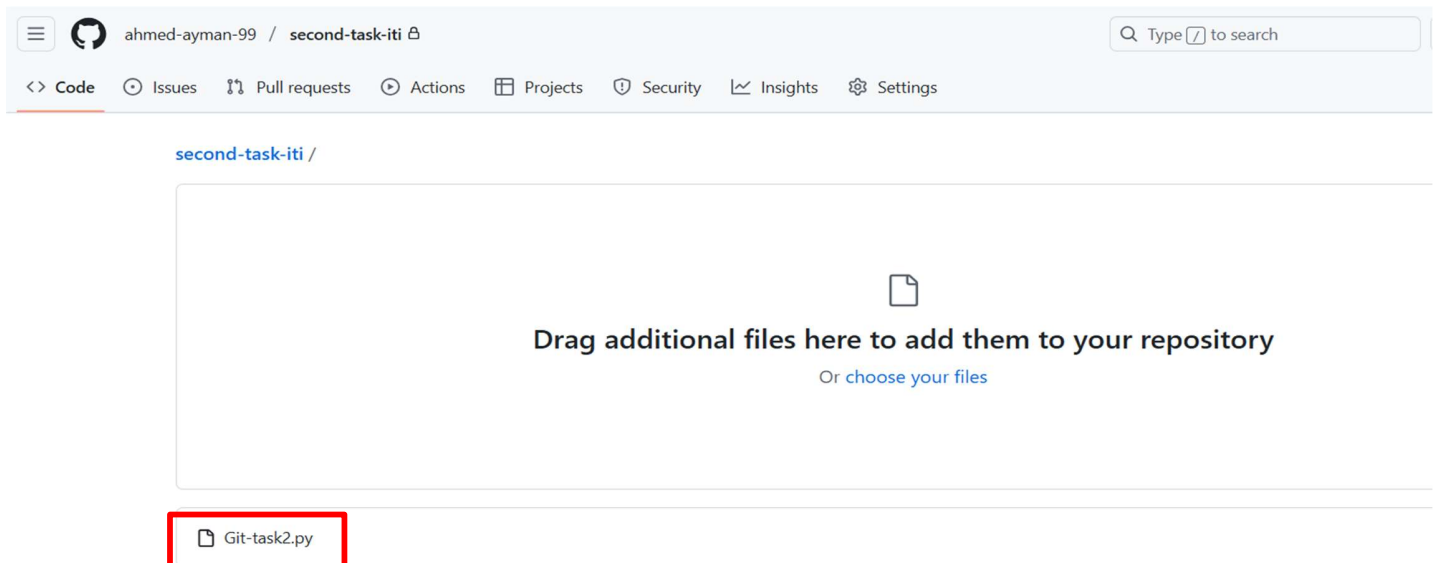 ahmed-ayman-99 / second-task-iti Type / to search
<> Code Issues Pull requests Actions Projects Security Insights Settings
second-task-iti /
Drag additional files here to add them to your repository
Or choose your files
Git-task2.py